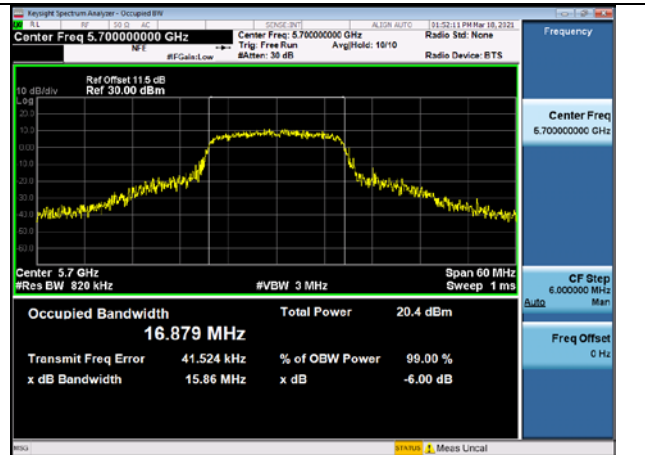 Keysight Spectrum Analyzer - Occupied BW
RL RF 50 Ω AC SENSE:INT ALIGN AUTO 01:52:11 PM Mar 18, 2021
Center Freq 5.700000000 GHz
Center Freq: 5.700000000 GHz
Radio Std: None
NFE
Trig: Free Run Avg|Hold: 10/10
#IFGain:Low
#Atten: 30 dB
Radio Device: BTS
Ref Offset 11.5 dB
10 dB/div Ref 30.00 dBm
Log
20.0
10.0
0.00
-10.0
-20.0
-30.0
-40.0
-50.0
-60.0
Center 5.7 GHz Span 60 MHz
#Res BW 820 kHz #VBW 3 MHz Sweep 1 ms
Occupied Bandwidth Total Power 20.4 dBm
16.879 MHz
Transmit Freq Error 41.524 kHz % of OBW Power 99.00 %
x dB Bandwidth 15.86 MHz x dB -6.00 dB
MSG STATUS Meas Uncal
Frequency
Center Freq
5.700000000 GHz
CF Step
6.000000 MHz
Auto Man
Freq Offset
0 Hz